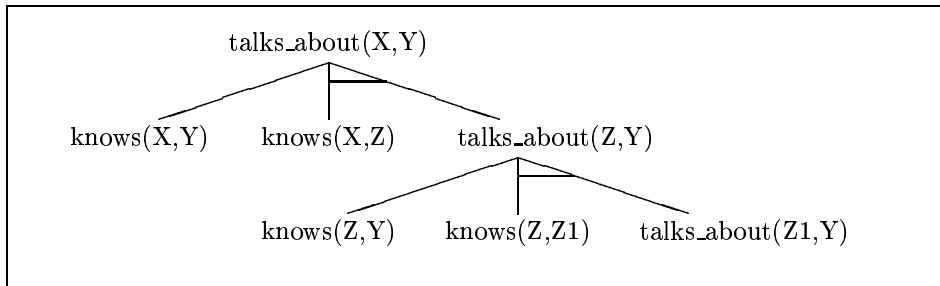 talks_about(X,Y)
knows(X,Y) knows(X,Z) talks_about(Z,Y)
knows(Z,Y) knows(Z,Z1) talks_about(Z1,Y)